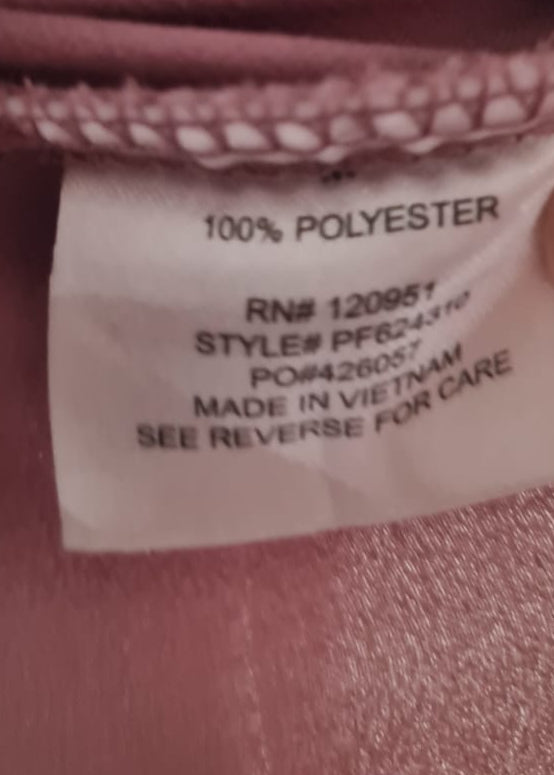 100% POLYESTER
RN# 120951
STYLE# PF624310
PO#426057
MADE IN VIETNAM
SEE REVERSE FOR CARE